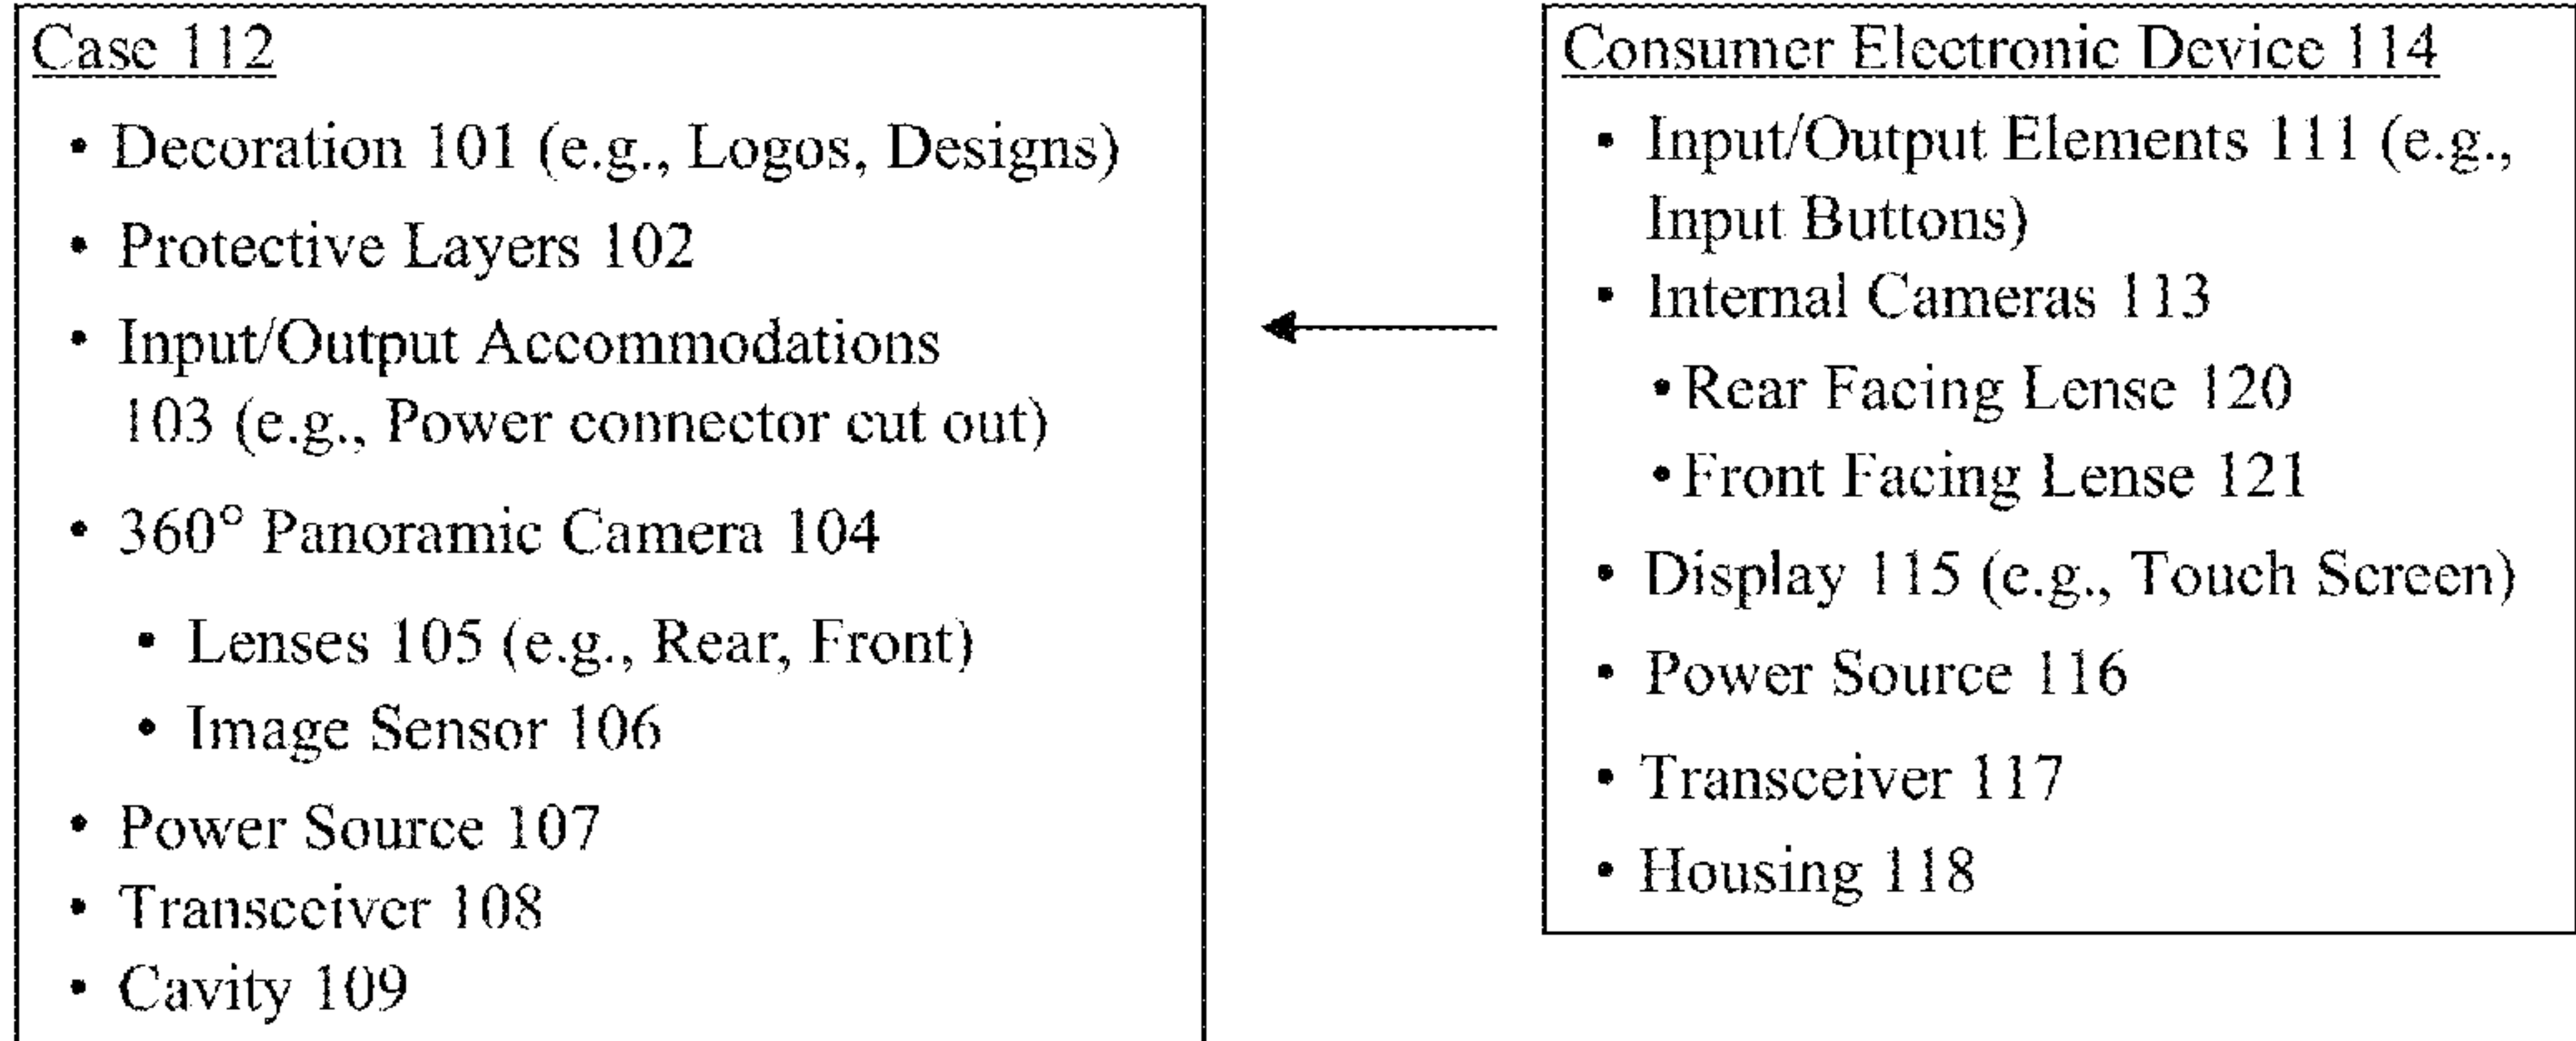 Case 112
• Decoration 101 (e.g., Logos, Designs)
• Protective Layers 102
• Input/Output Accommodations
103 (e.g., Power connector cut out)
• 360° Panoramic Camera 104
• Lenses 105 (e.g., Rear, Front)
• Image Sensor 106
• Power Source 107
• Transceiver 108
• Cavity 109
Consumer Electronic Device 114
• Input/Output Elements 111 (e.g.,
Input Buttons)
• Internal Cameras 113
• Rear Facing Lense 120
• Front Facing Lense 121
• Display 115 (e.g., Touch Screen)
• Power Source 116
• Transceiver 117
• Housing 118